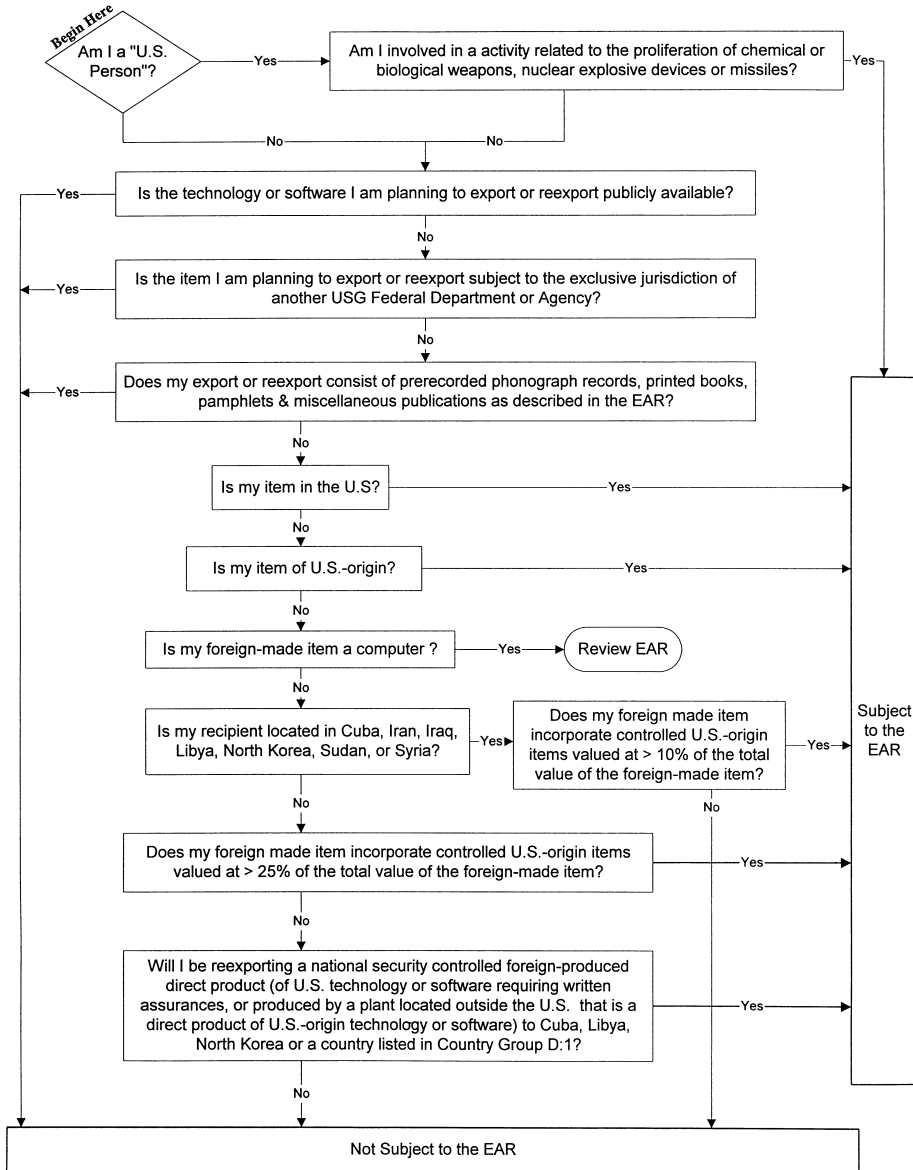 Begin Here
Am I a "U.S.
Person"?
Yes
Am I involved in a activity related to the proliferation of chemical or
biological weapons, nuclear explosive devices or missiles?
Yes
No
No
Yes
Is the technology or software I am planning to export or reexport publicly available?
No
Yes
Is the item I am planning to export or reexport subject to the exclusive jurisdiction of
another USG Federal Department or Agency?
No
Yes
Does my export or reexport consist of prerecorded phonograph records, printed books,
pamphlets & miscellaneous publications as described in the EAR?
No
Is my item in the U.S?
Yes
No
Is my item of U.S.-origin?
Yes
No
Is my foreign-made item a computer ?
Yes
Review EAR
No
Is my recipient located in Cuba, Iran, Iraq,
Libya, North Korea, Sudan, or Syria?
Yes
Does my foreign made item
incorporate controlled U.S.-origin
items valued at > 10% of the total
value of the foreign-made item?
Yes
Subject
to the
EAR
No
No
Does my foreign made item incorporate controlled U.S.-origin items
valued at > 25% of the total value of the foreign-made item?
Yes
No
Will I be reexporting a national security controlled foreign-produced
direct product (of U.S. technology or software requiring written
assurances, or produced by a plant located outside the U.S. that is a
direct product of U.S.-origin technology or software) to Cuba, Libya,
North Korea or a country listed in Country Group D:1?
Yes
No
Not Subject to the EAR